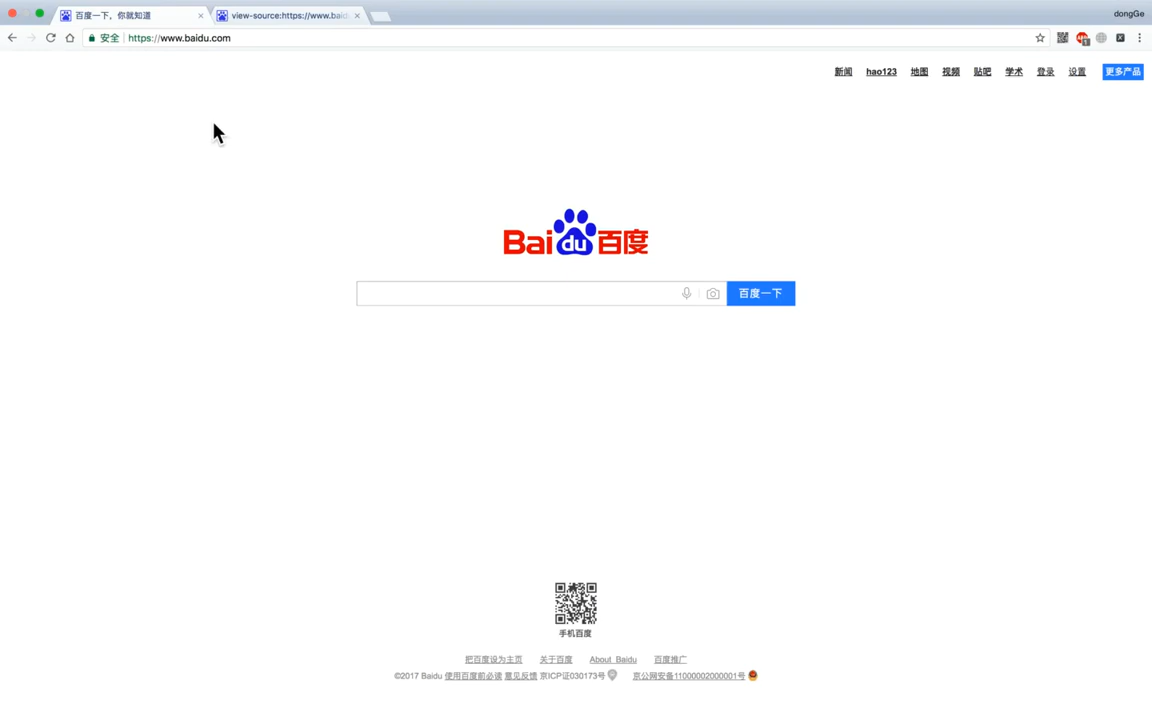 百度一下，你就知道
view-source:https://www.baid
dongGe
安全 https://www.baidu.com
新闻 hao123 地图 视频 贴吧 学术 登录 设置 更多产品
Bai du 百度
百度一下
手机百度
把百度设为主页 关于百度 About Baidu 百度推广
©2017 Baidu 使用百度前必读 意见反馈 京ICP证030173号 京公网安备11000002000001号